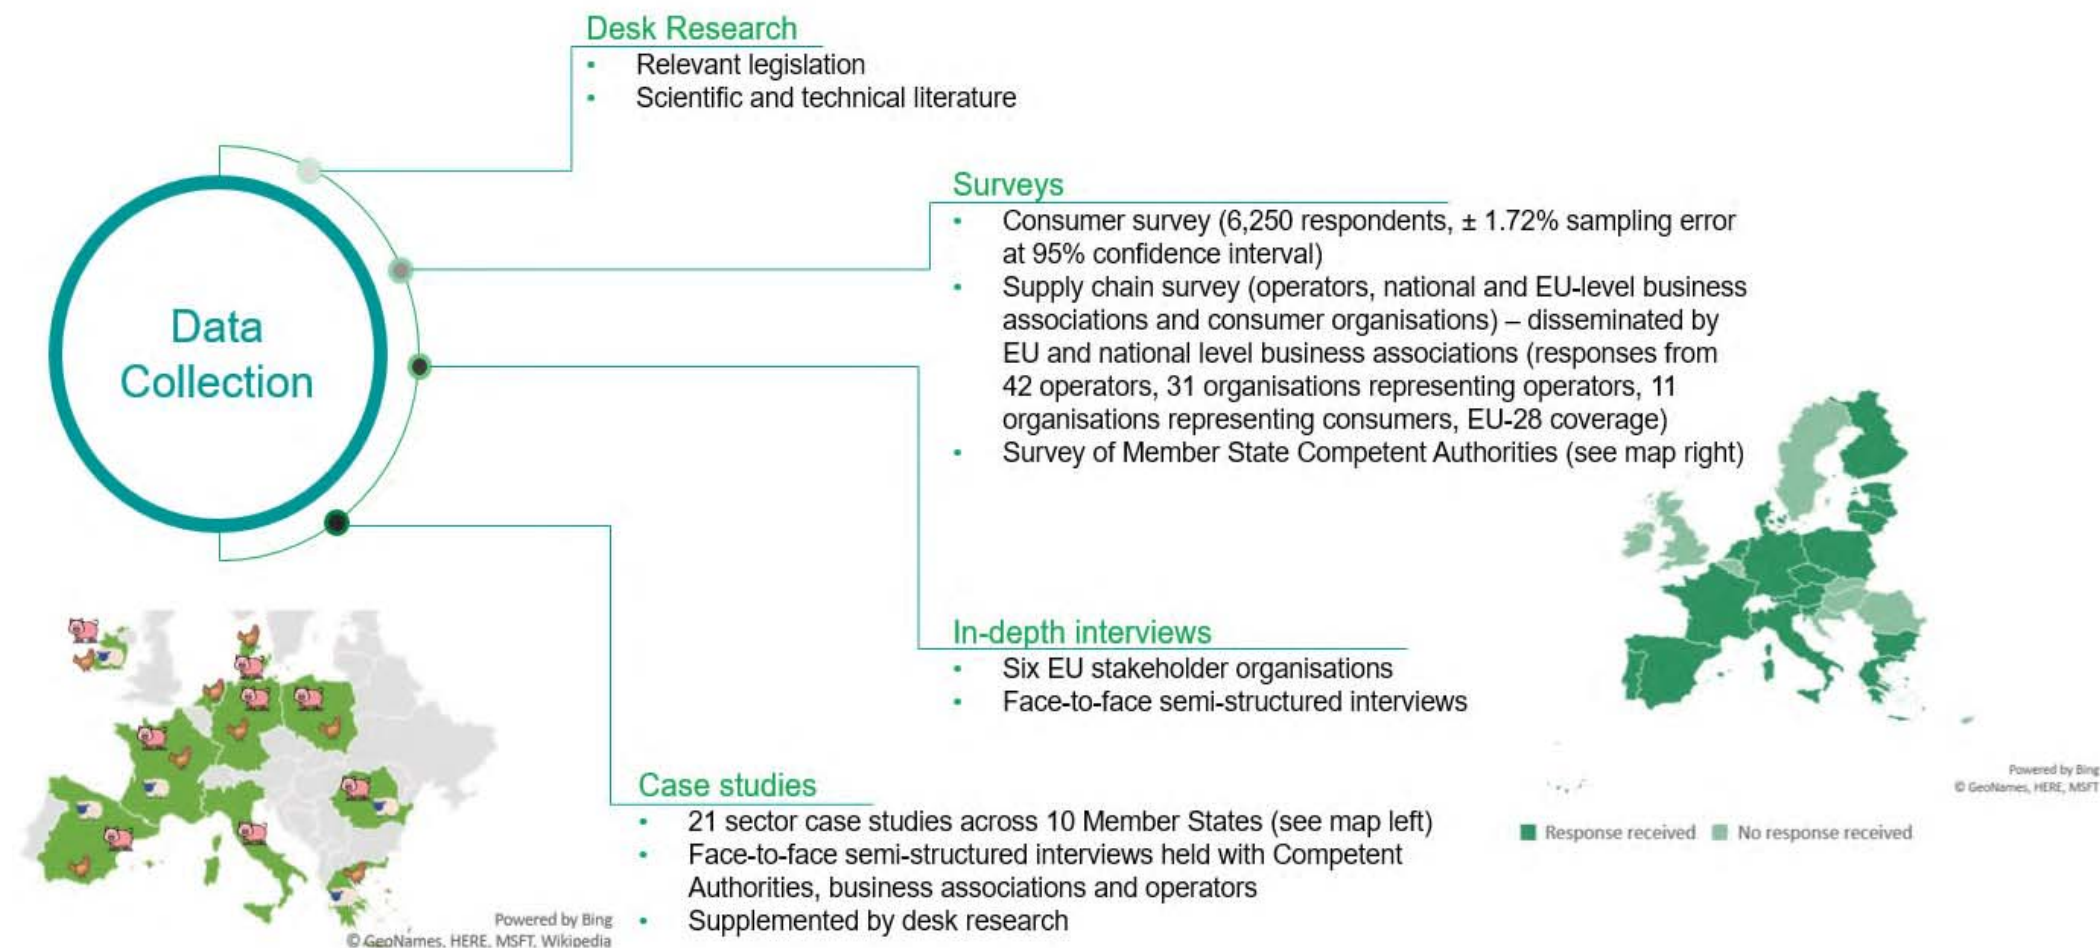 Desk Research
• Relevant legislation
• Scientific and technical literature
Data
Collection
Surveys
• Consumer survey (6,250 respondents, ± 1.72% sampling error
at 95% confidence interval)
• Supply chain survey (operators, national and EU-level business
associations and consumer organisations) – disseminated by
EU and national level business associations (responses from
42 operators, 31 organisations representing operators, 11
organisations representing consumers, EU-28 coverage)
• Survey of Member State Competent Authorities (see map right)
In-depth interviews
• Six EU stakeholder organisations
• Face-to-face semi-structured interviews
Case studies
• 21 sector case studies across 10 Member States (see map left)
• Face-to-face semi-structured interviews held with Competent
Authorities, business associations and operators
• Supplemented by desk research
Powered by Bing
© GeoNames, HERE, MSFT, Wikipedia
Powered by Bing
© GeoNames, HERE, MSFT
Response received No response received